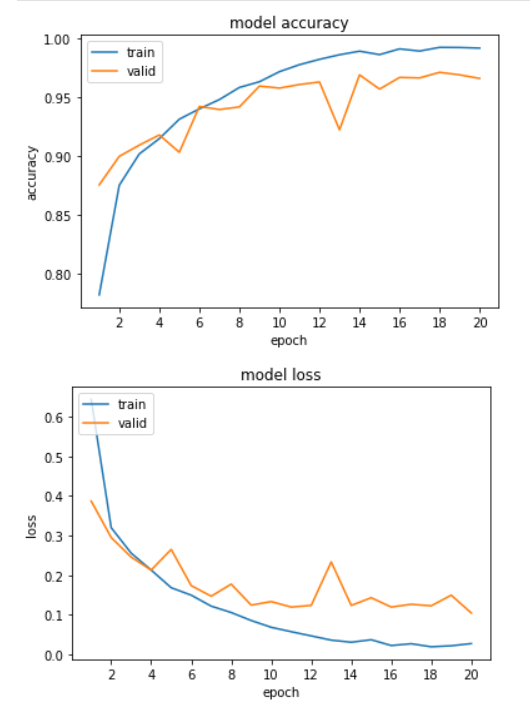 model accuracy
1.00
0.95
0.90
0.85
0.80
accuracy
train
valid
2 4 6 8 10 12 14 16 18 20
epoch
model loss
0.6
0.5
0.4
0.3
0.2
0.1
0.0
loss
train
valid
2 4 6 8 10 12 14 16 18 20
epoch